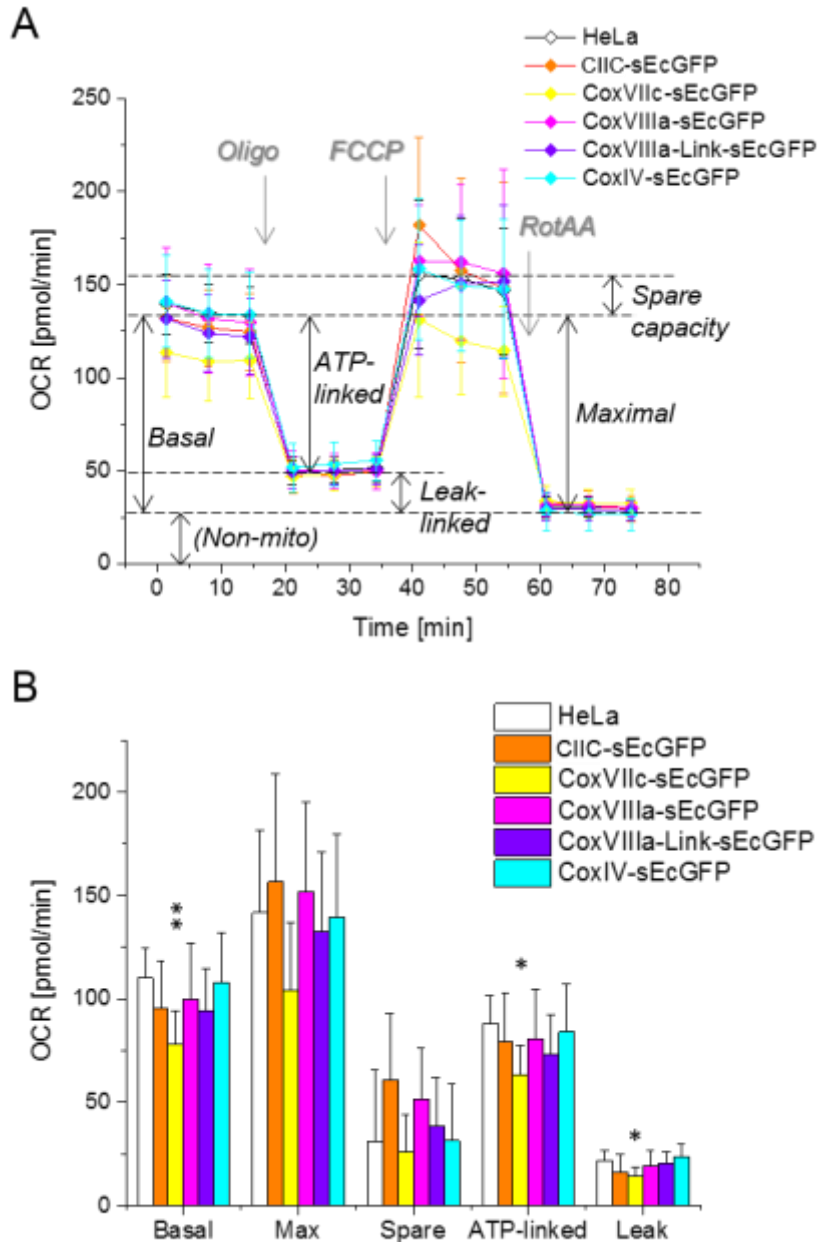 A
HeLa
CIIC-sEcGFP
CoxVIIc-sEcGFP
CoxVIIIa-sEcGFP
CoxVIIIa-Link-sEcGFP
CoxIV-sEcGFP
250
200
150
100
50
0
OCR [pmol/min]
Oligo
FCCP
RotAA
Spare
capacity
ATP-
linked
Basal
Maximal
Leak-
linked
(Non-mito)
0 10 20 30 40 50 60 70 80
Time [min]
B
HeLa
CIIC-sEcGFP
CoxVIIc-sEcGFP
CoxVIIIa-sEcGFP
CoxVIIIa-Link-sEcGFP
CoxIV-sEcGFP
200
150
100
50
0
OCR [pmol/min]
**
*
*
Basal Max Spare ATP-linked Leak